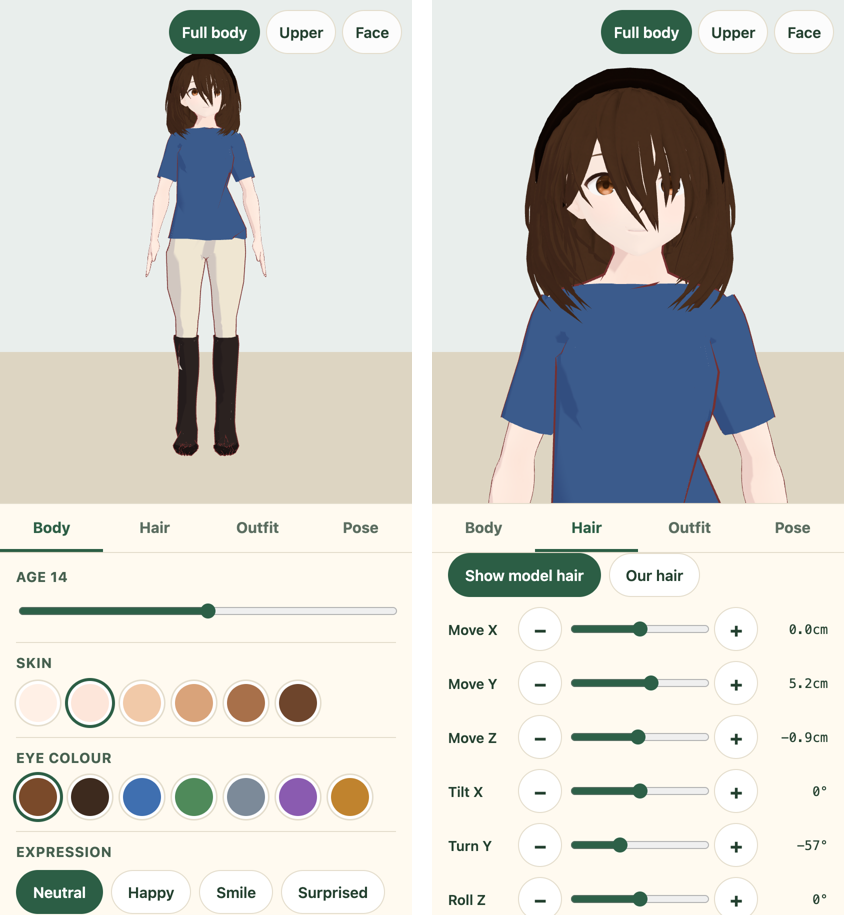 Full body Upper Face
Body Hair Outfit Pose
AGE 14
SKIN
EYE COLOUR
EXPRESSION
Neutral Happy Smile Surprised
Full body Upper Face
Body Hair Outfit Pose
Show model hair Our hair
Move X − + 0.0cm
Move Y − + 5.2cm
Move Z − + −0.9cm
Tilt X − + 0°
Turn Y − + −57°
Roll Z − + 0°